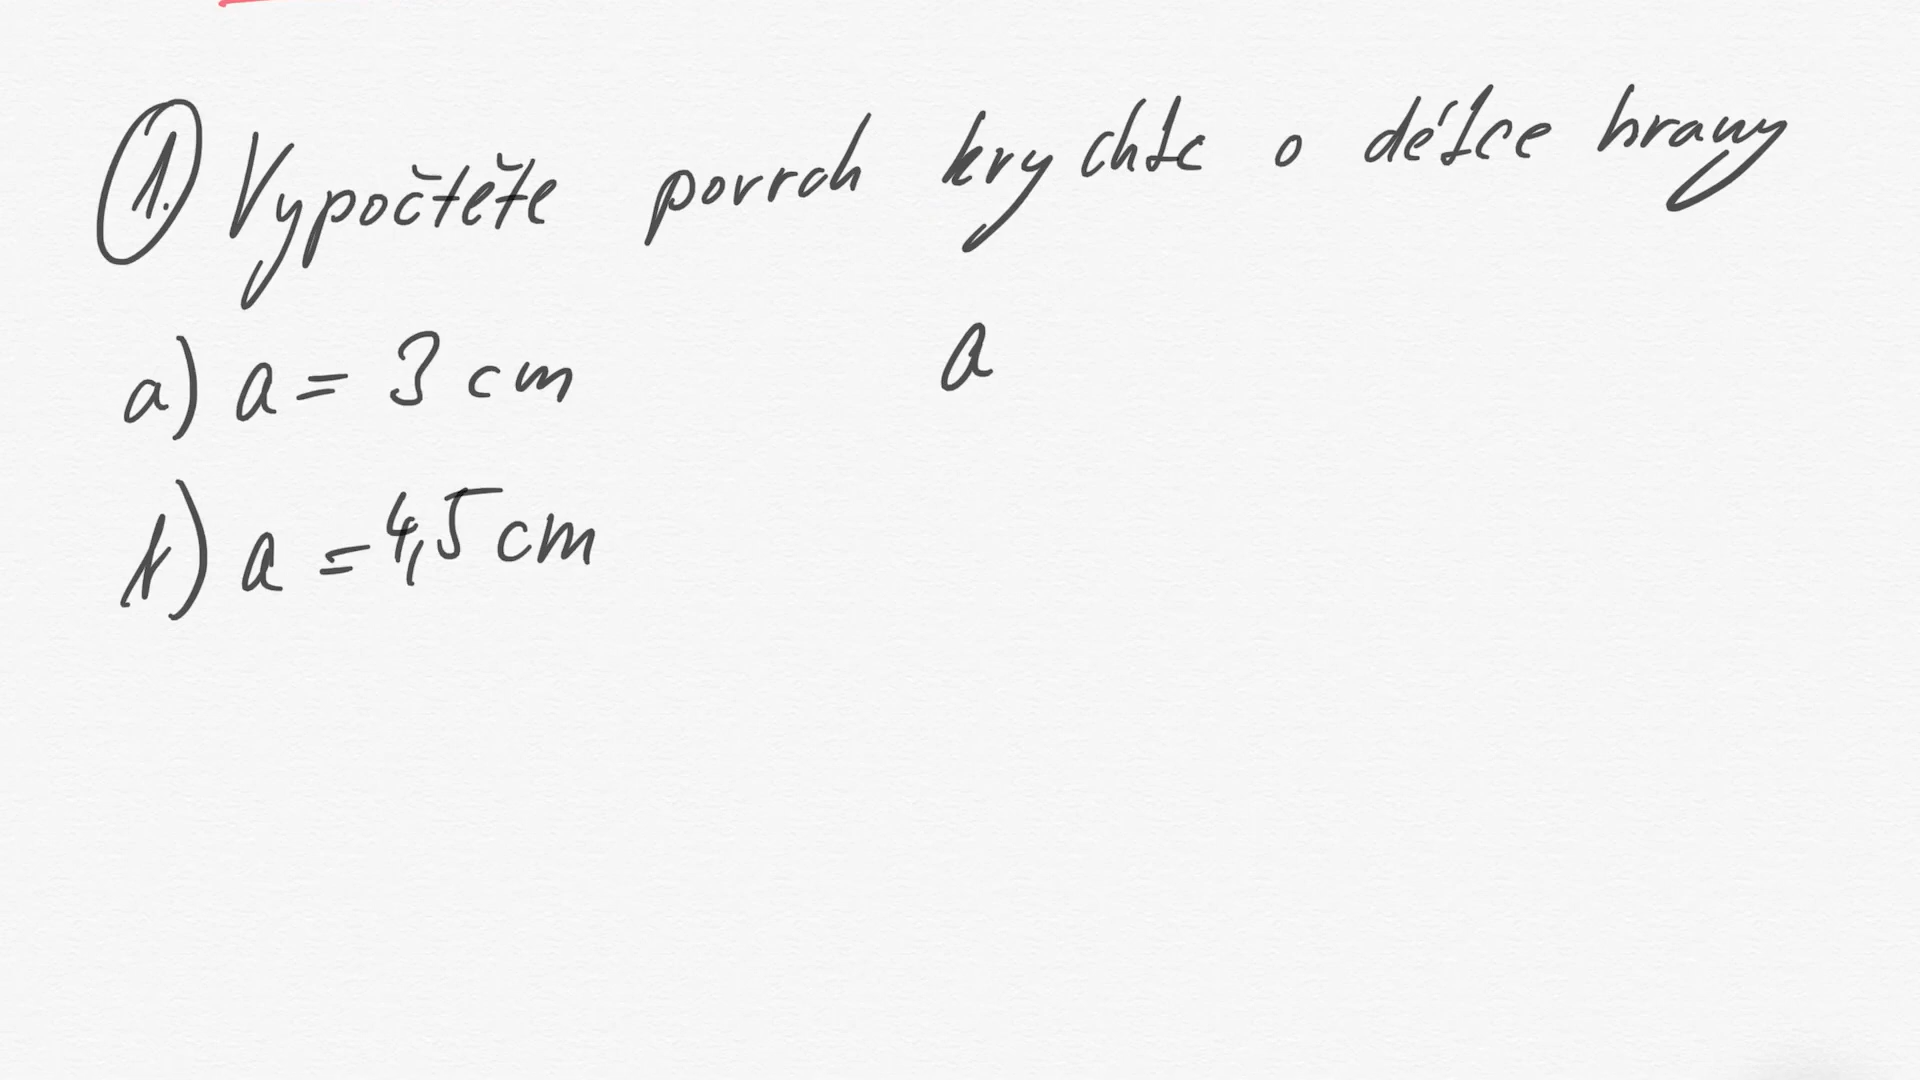 1. Vypočtěte povrch krychle o délce hrany
a
a) a = 3 cm
b) a = 4,5 cm